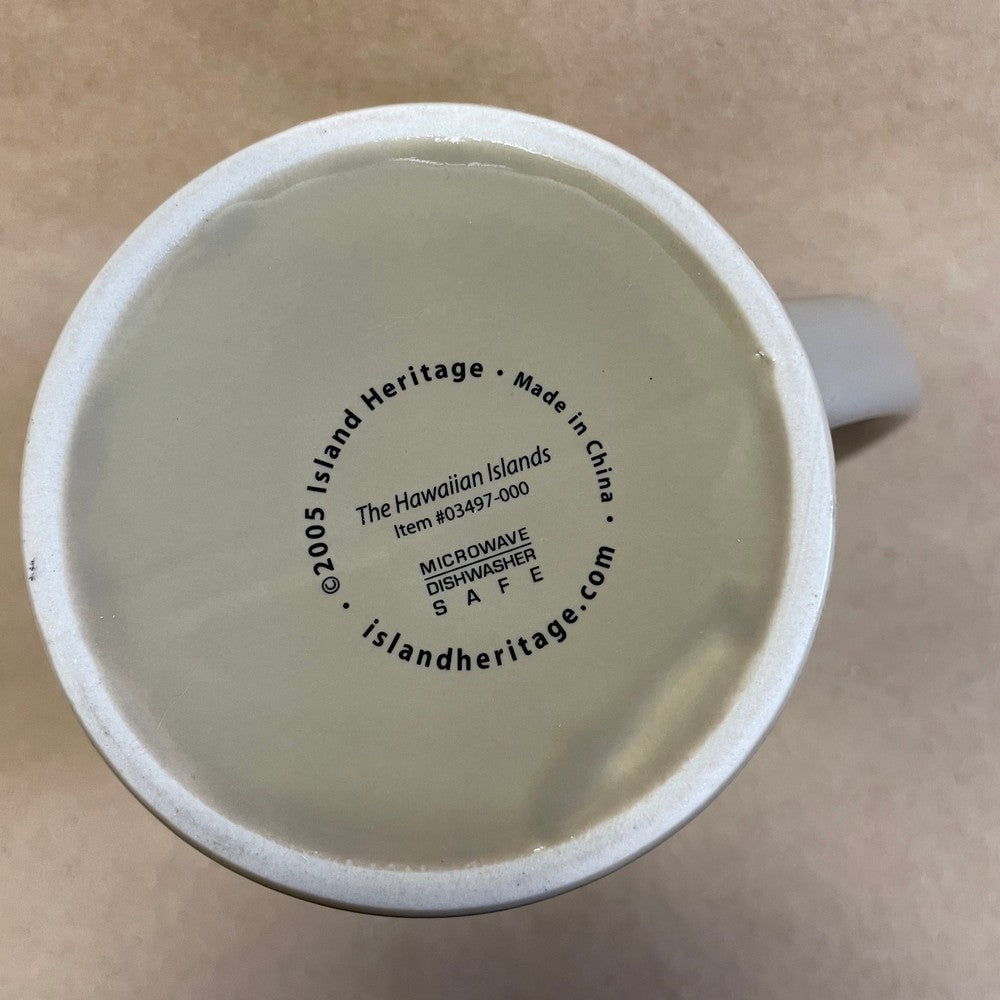 ©2005 Island Heritage • Made in China •
The Hawaiian Islands
Item #03497-000
MICROWAVE
DISHWASHER
SAFE
islandheritage.com •